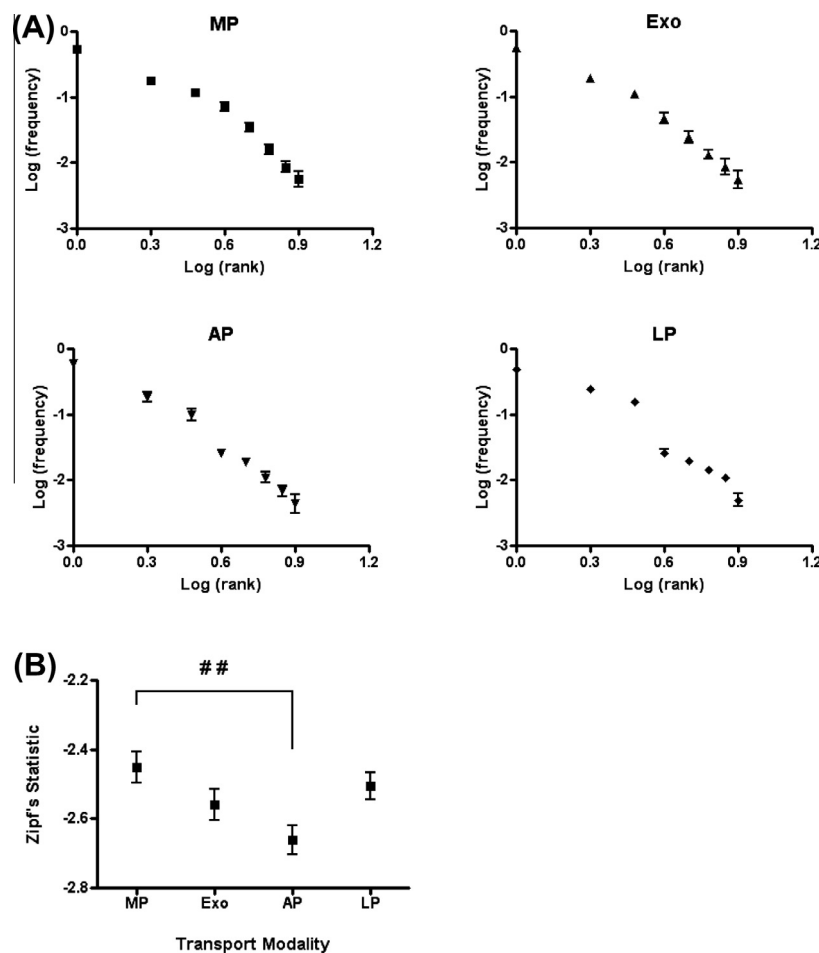 (A)
MP
Log (frequency)
-0
-1
-2
-3
0.0 0.3 0.6 0.9 1.2
Log (rank)
Exo
Log (frequency)
-0
-1
-2
-3
0.0 0.3 0.6 0.9 1.2
Log (rank)
AP
Log (frequency)
-0
-1
-2
-3
0.0 0.3 0.6 0.9 1.2
Log (rank)
LP
Log (frequency)
-0
-1
-2
-3
0.0 0.3 0.6 0.9 1.2
Log (rank)
(B)
##
Zipf's Statistic
-2.2
-2.4
-2.6
-2.8
MP Exo AP LP
Transport Modality